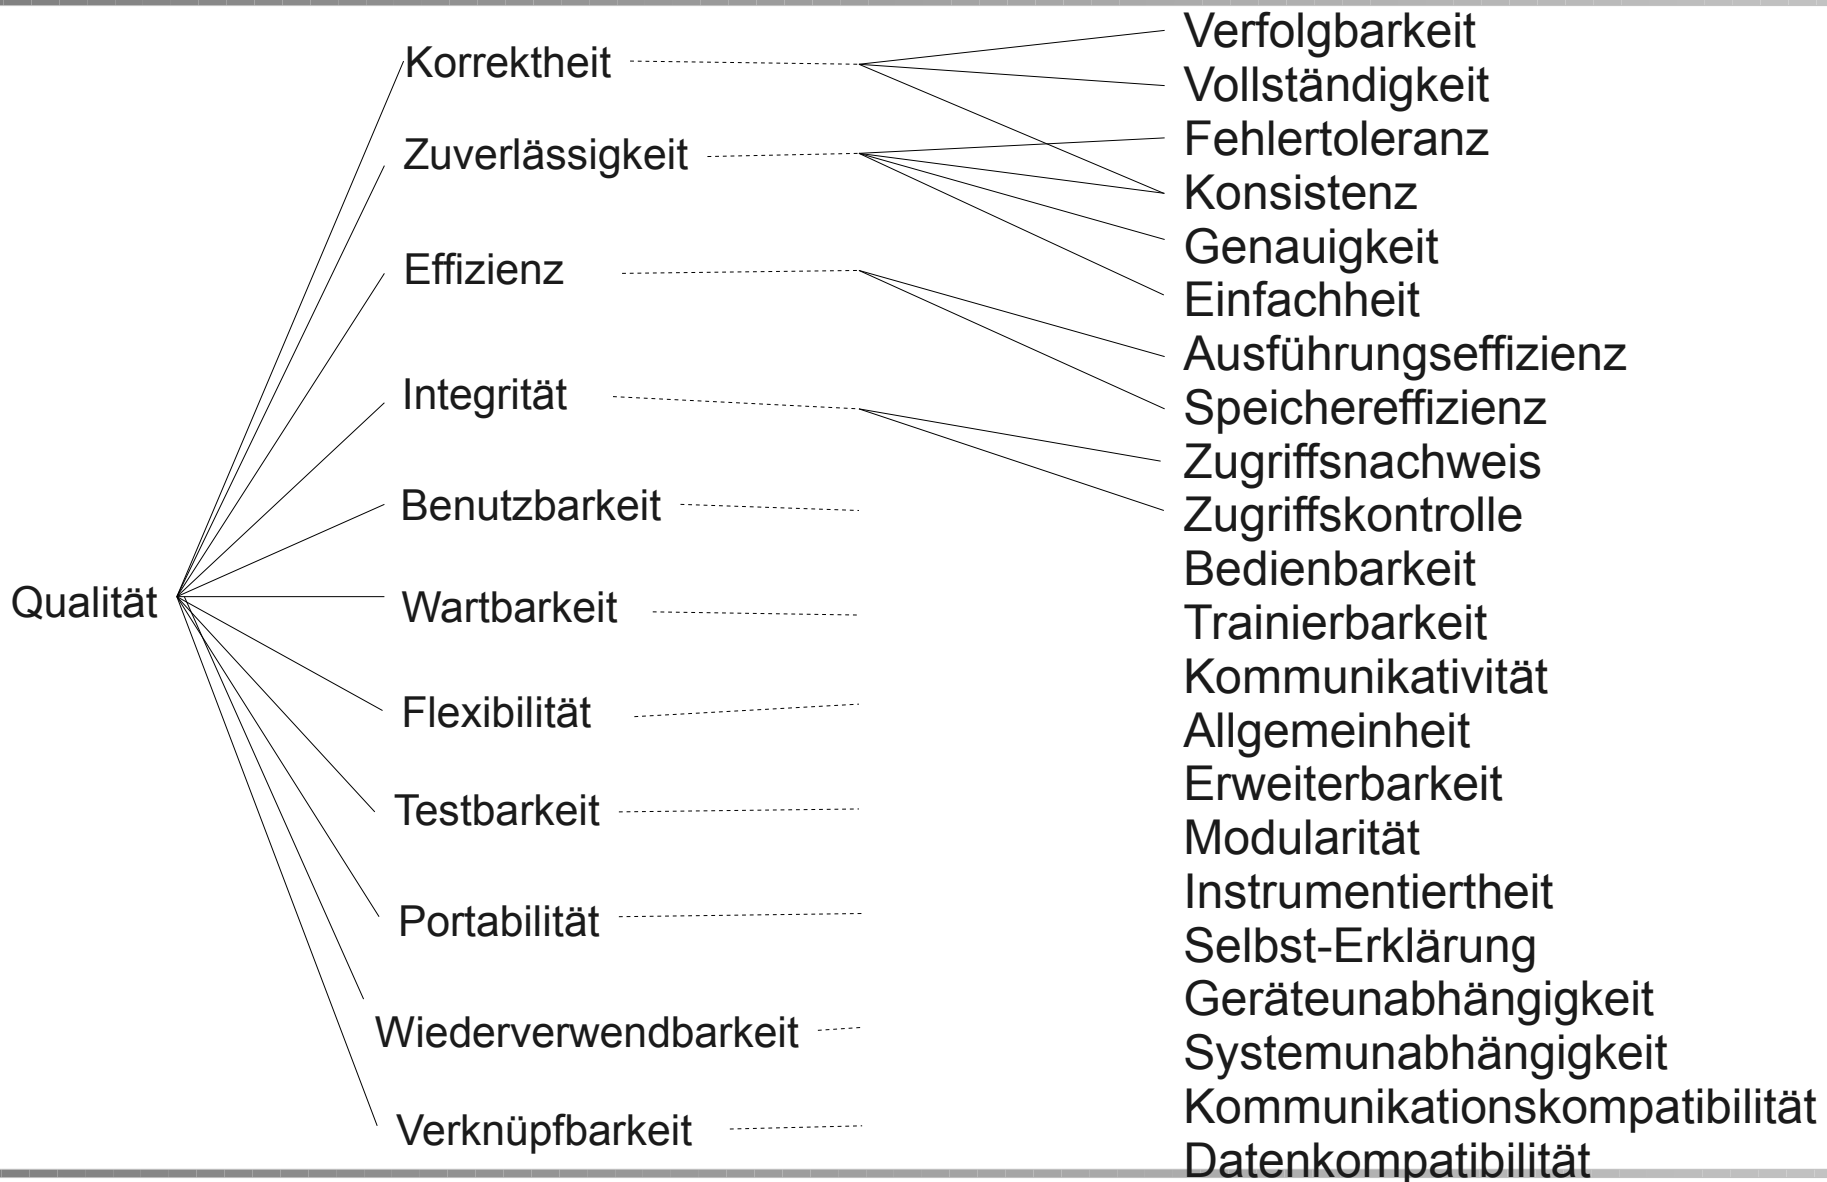 Qualität
Korrektheit
Zuverlässigkeit
Effizienz
Integrität
Benutzbarkeit
Wartbarkeit
Flexibilität
Testbarkeit
Portabilität
Wiederverwendbarkeit
Verknüpfbarkeit
Verfolgbarkeit
Vollständigkeit
Fehlertoleranz
Konsistenz
Genauigkeit
Einfachheit
Ausführungseffizienz
Speichereffizienz
Zugriffsnachweis
Zugriffskontrolle
Bedienbarkeit
Trainierbarkeit
Kommunikativität
Allgemeinheit
Erweiterbarkeit
Modularität
Instrumentiertheit
Selbst-Erklärung
Geräteunabhängigkeit
Systemunabhängigkeit
Kommunikationskompatibilität
Datenkompatibilität